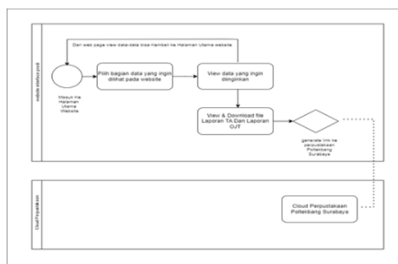 Dari web page view data-data bisa kembali ke Halaman Utama website
Pilih bagian data yang ingin
dilihat pada website
View data yang ingin
diinginkan
Masuk ke
Halaman
Utama
Website
View & Download file
Laporan TA Dan Laporan
OJT
generate link ke
perpustakaan
Poltekbang
Surabaya
Cloud Perpustakaan
Cloud Perpustakaan
Poltekbang Surabaya